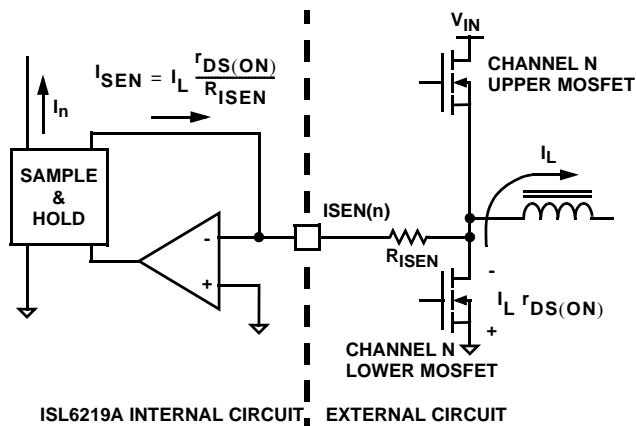 V_IN
CHANNEL N
UPPER MOSFET
I_SEN = I_L r_DS(ON) / R_ISEN
I_n
I_L
SAMPLE
&
HOLD
ISEN(n)
-
+
R_ISEN
-
I_L r_DS(ON)
+
CHANNEL N
LOWER MOSFET
ISL6219A INTERNAL CIRCUIT
EXTERNAL CIRCUIT